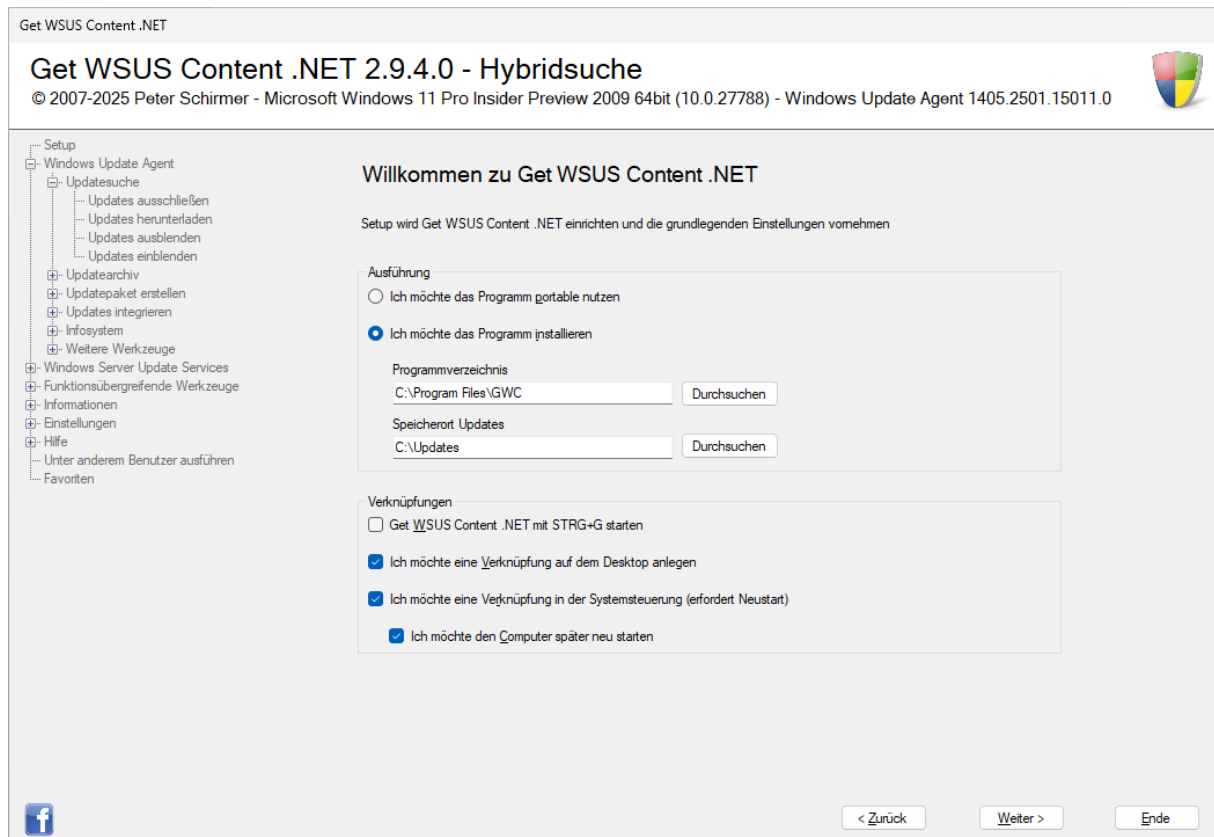 Get WSUS Content .NET
Get WSUS Content .NET 2.9.4.0 - Hybridsuche
© 2007-2025 Peter Schirmer - Microsoft Windows 11 Pro Insider Preview 2009 64bit (10.0.27788) - Windows Update Agent 1405.2501.15011.0
Setup
Windows Update Agent
Updatesuche
Updates ausschließen
Updates herunterladen
Updates ausblenden
Updates einblenden
Updatearchiv
Updatepaket erstellen
Updates integrieren
Infosystem
Weitere Werkzeuge
Windows Server Update Services
Funktionsübergreifende Werkzeuge
Informationen
Einstellungen
Hilfe
Unter anderem Benutzer ausführen
Favoriten
Willkommen zu Get WSUS Content .NET
Setup wird Get WSUS Content .NET einrichten und die grundlegenden Einstellungen vornehmen
Ausführung
Ich möchte das Programm portable nutzen
Ich möchte das Programm installieren
Programmverzeichnis
C:\Program Files\GWC
Durchsuchen
Speicherort Updates
C:\Updates
Durchsuchen
Verknüpfungen
Get WSUS Content .NET mit STRG+G starten
Ich möchte eine Verknüpfung auf dem Desktop anlegen
Ich möchte eine Verknüpfung in der Systemsteuerung (erfordert Neustart)
Ich möchte den Computer später neu starten
f
< Zurück
Weiter >
Ende